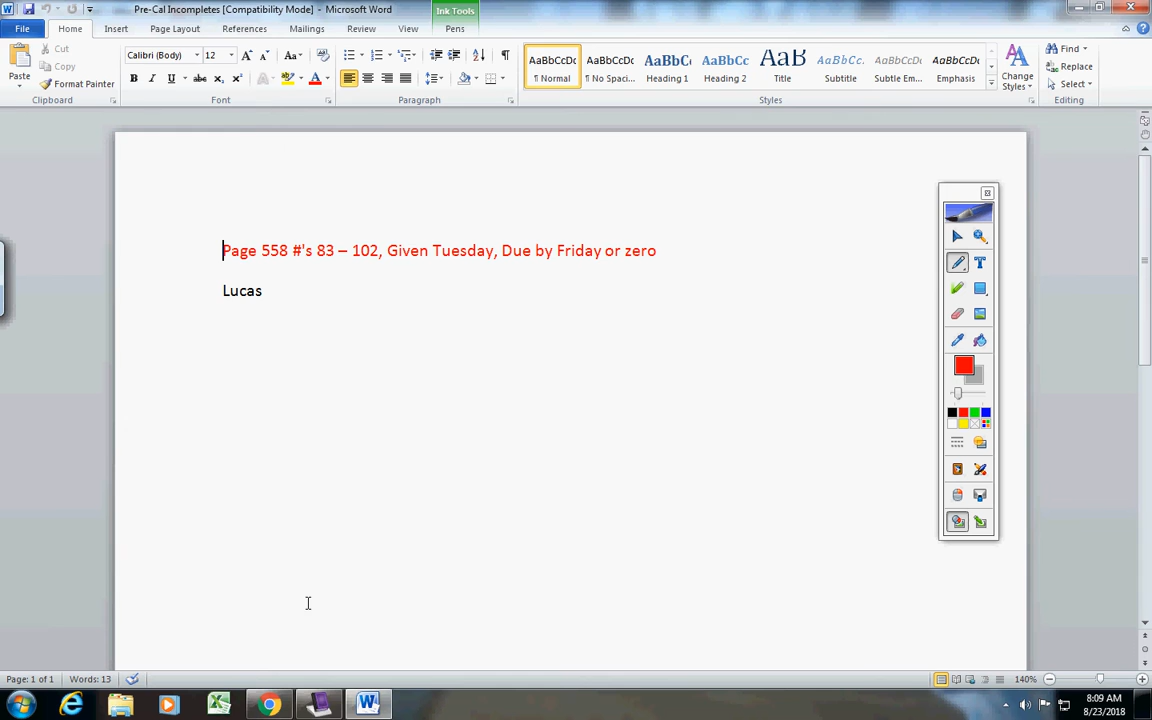 Pre-Cal Incompletes [Compatibility Mode] - Microsoft Word
Ink Tools
File Home Insert Page Layout References Mailings Review View Pens
Cut
Copy
Format Painter
Paste
Clipboard
Calibri (Body) 12
Font
Paragraph
AaBbCcDc AaBbCcDc AaBbC AaBbCc AaB AaBbCc. AaBbCcDc AaBbCcDc
¶ Normal ¶ No Spaci... Heading 1 Heading 2 Title Subtitle Subtle Em... Emphasis
Styles
Change Styles
Find
Replace
Select
Editing
Page 558 #'s 83 – 102, Given Tuesday, Due by Friday or zero
Lucas
Page: 1 of 1 Words: 13
140%
8:09 AM
8/23/2018